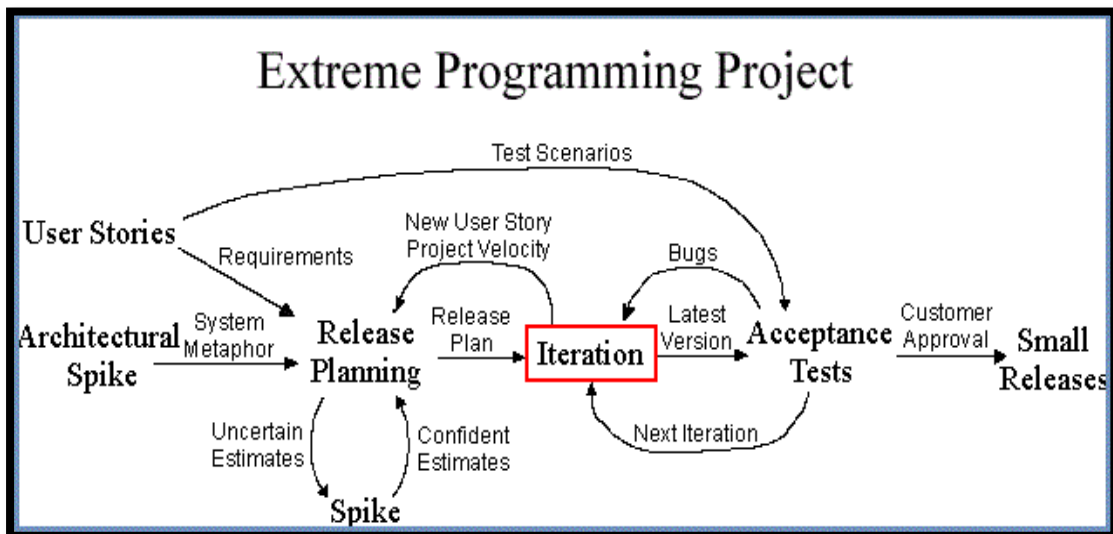 Extreme Programming Project
Test Scenarios
User Stories
New User Story
Project Velocity
Bugs
Requirements
Architectural
Spike
System
Metaphor
Release
Planning
Release
Plan
Iteration
Latest
Version
Acceptance
Tests
Customer
Approval
Small
Releases
Uncertain
Estimates
Confident
Estimates
Next Iteration
Spike